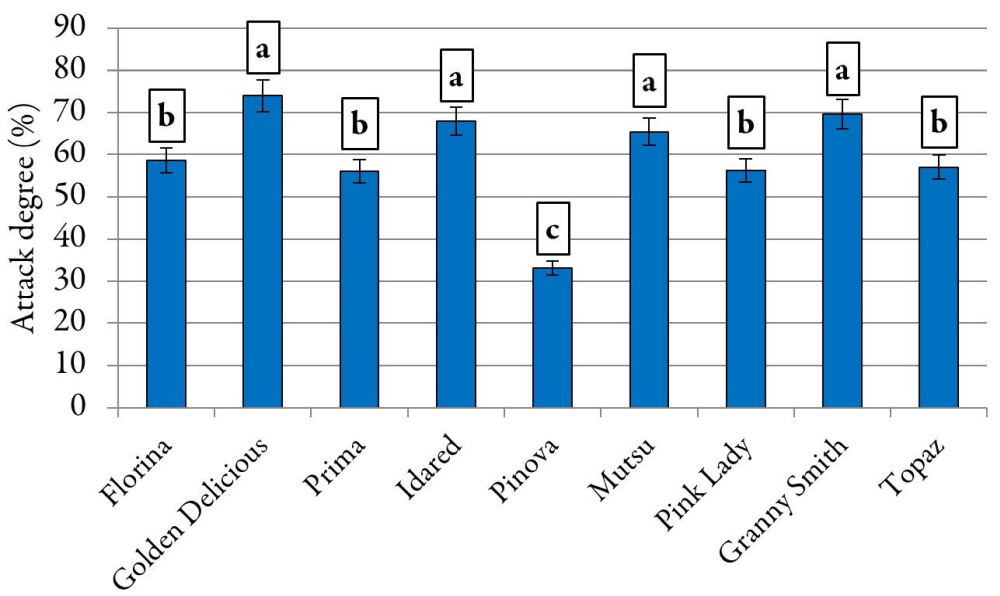 Attack degree (%)
90
80
70
60
50
40
30
20
10
0
b
a
b
a
c
a
b
a
b
Florina
Golden Delicious
Prima
Idared
Pinova
Mutsu
Pink Lady
Granny Smith
Topaz